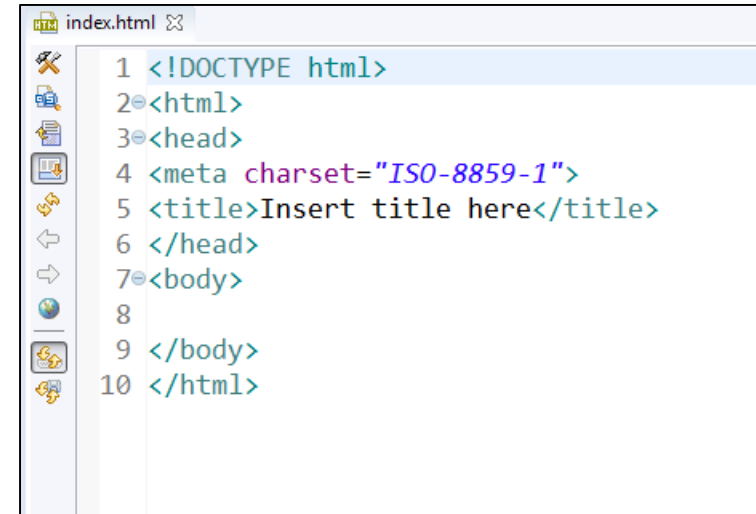 index.html
1 <!DOCTYPE html>
2 <html>
3 <head>
4 <meta charset="ISO-8859-1">
5 <title>Insert title here</title>
6 </head>
7 <body>
8
9 </body>
10 </html>